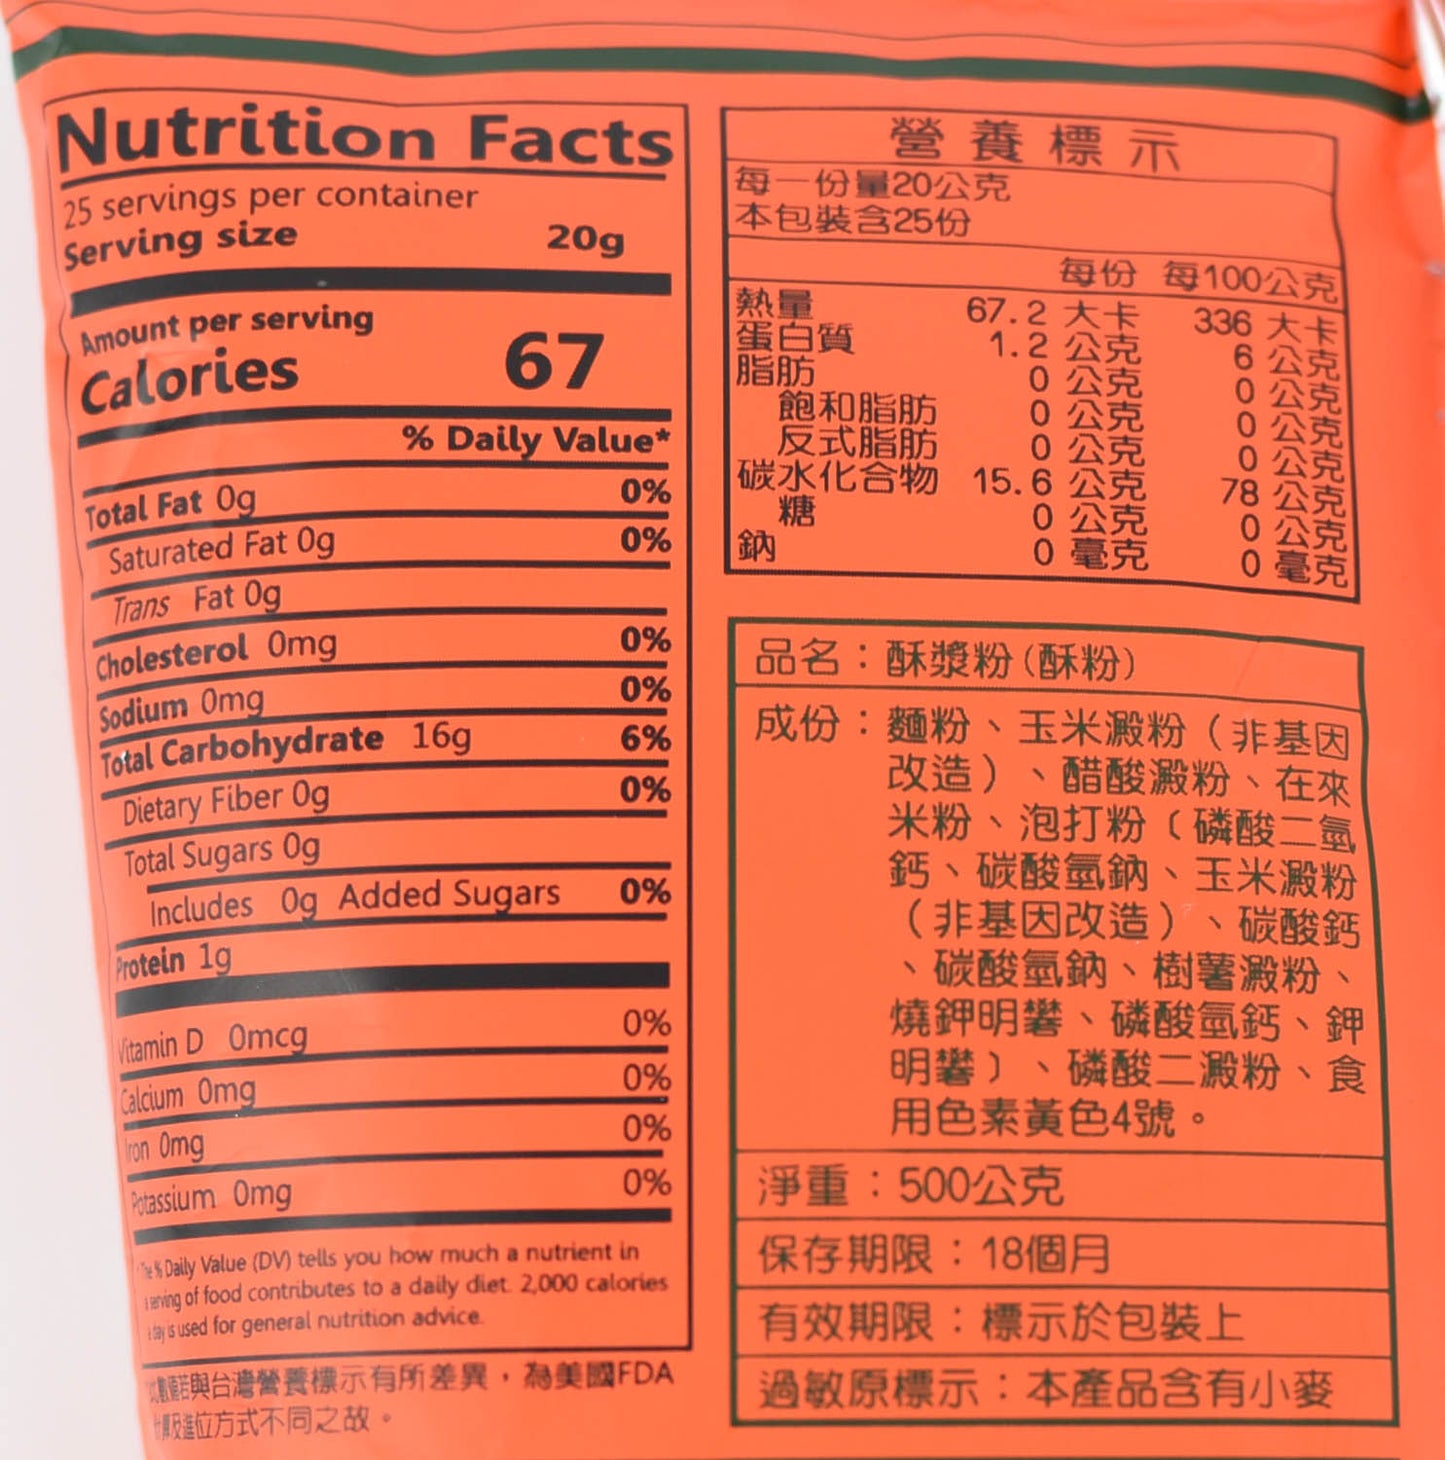 Nutrition Facts
25 servings per container
Serving size 20g
Amount per serving
Calories 67
% Daily Value*
Total Fat 0g 0%
Saturated Fat 0g 0%
Trans Fat 0g
Cholesterol 0mg 0%
Sodium 0mg 0%
Total Carbohydrate 16g 6%
Dietary Fiber 0g 0%
Total Sugars 0g
Includes 0g Added Sugars 0%
Protein 1g
Vitamin D 0mcg 0%
Calcium 0mg 0%
Iron 0mg 0%
Potassium 0mg 0%
*The % Daily Value (DV) tells you how much a nutrient in
a serving of food contributes to a daily diet. 2,000 calories
a day is used for general nutrition advice.
數值若與台灣營養標示有所差異，為美國FDA
計算及進位方式不同之故。
營養標示
每一份量20公克
本包裝含25份
每份 每100公克
熱量 67.2 大卡 336 大卡
蛋白質 1.2 公克 6 公克
脂肪 0 公克 0 公克
飽和脂肪 0 公克 0 公克
反式脂肪 0 公克 0 公克
碳水化合物 15.6 公克 78 公克
糖 0 公克 0 公克
鈉 0 毫克 0 毫克
品名：酥漿粉(酥粉)
成份：麵粉、玉米澱粉（非基因
改造）、醋酸澱粉、在來
米粉、泡打粉（磷酸二氫
鈣、碳酸氫鈉、玉米澱粉
（非基因改造）、碳酸鈣
、碳酸氫鈉、樹薯澱粉、
燒鉀明礬、磷酸氫鈣、鉀
明礬）、磷酸二澱粉、食
用色素黃色4號。
淨重：500公克
保存期限：18個月
有效期限：標示於包裝上
過敏原標示：本產品含有小麥